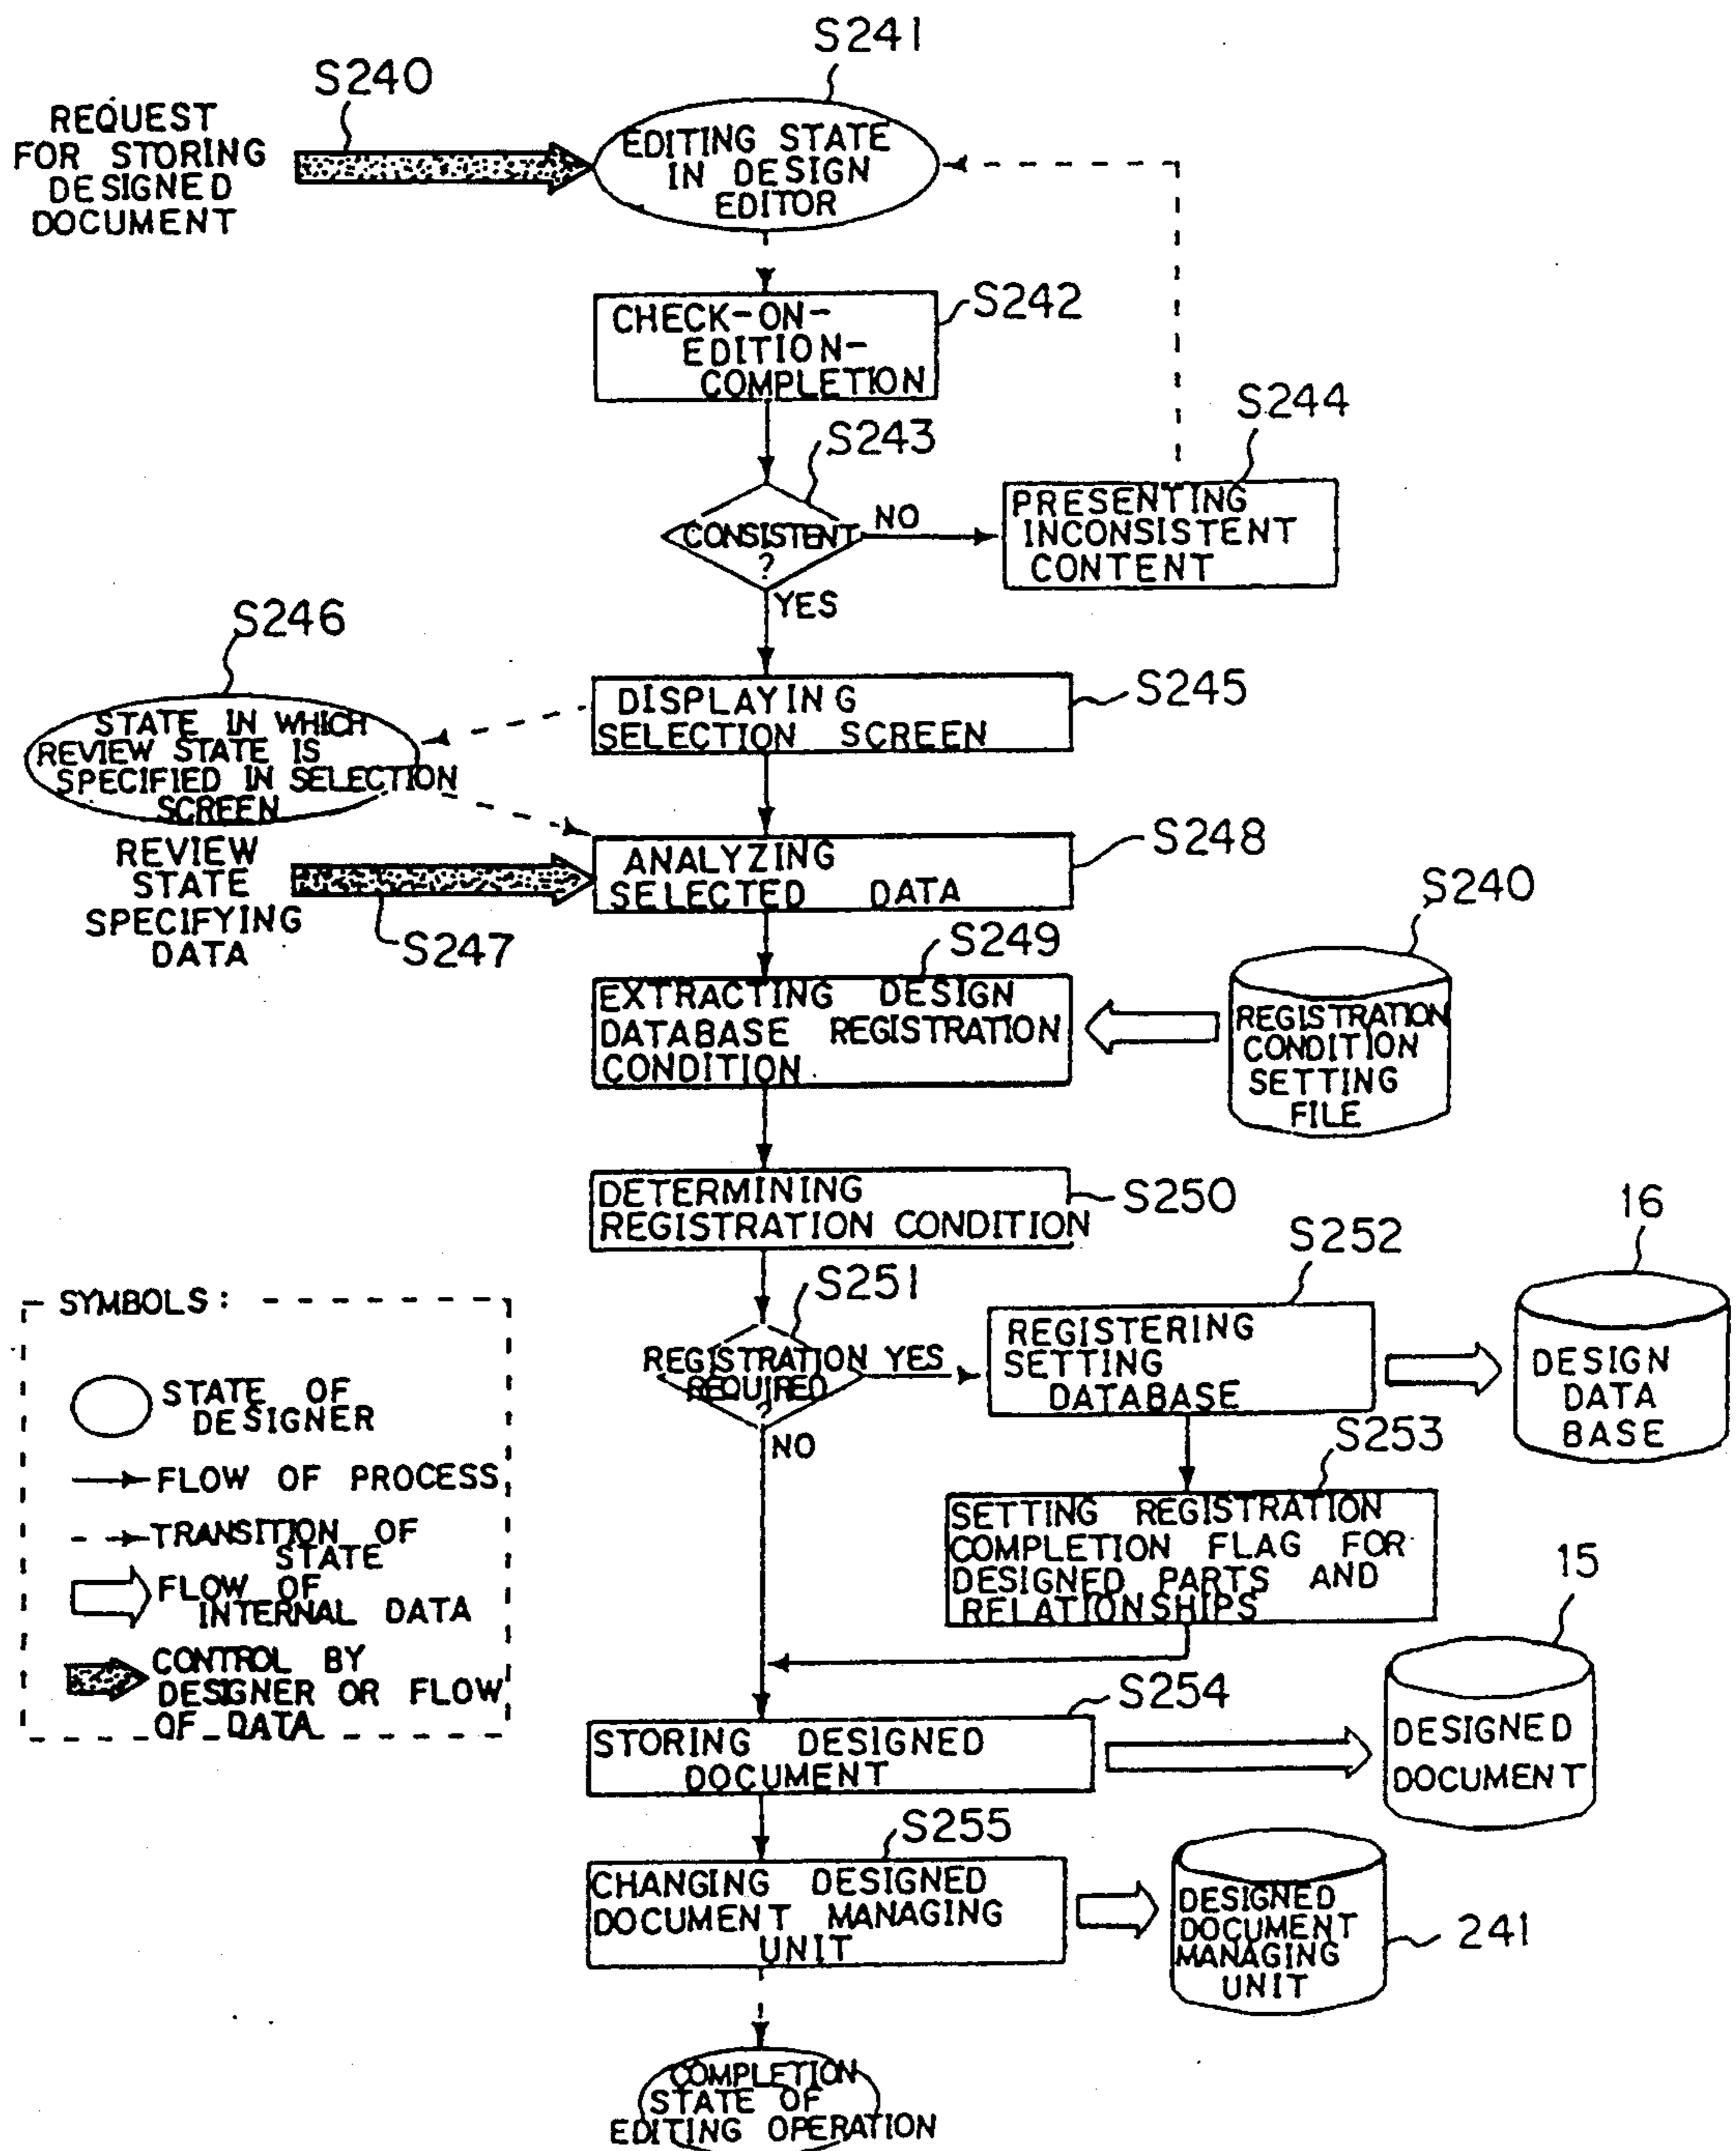 S241
S240
REQUEST
FOR STORING
DESIGNED
DOCUMENT
EDITING STATE
IN DESIGN
EDITOR
CHECK-ON-
EDITION-
COMPLETION
S242
S243
CONSISTENT
?
NO
YES
S244
PRESENTING
INCONSISTENT
CONTENT
S246
STATE IN WHICH
REVIEW STATE IS
SPECIFIED IN SELECTION
SCREEN
DISPLAYING
SELECTION SCREEN
S245
REVIEW
STATE
SPECIFYING
DATA
S247
ANALYZING
SELECTED DATA
S248
S249
EXTRACTING DESIGN
DATABASE REGISTRATION
CONDITION
S240
REGISTRATION
CONDITION
SETTING
FILE
DETERMINING
REGISTRATION CONDITION
S250
S251
REGISTRATION
REQUIRED
?
YES
NO
S252
REGISTERING
SETTING
DATABASE
16
DESIGN
DATA
BASE
S253
SETTING REGISTRATION
COMPLETION FLAG FOR
DESIGNED PARTS AND
RELATIONSHIPS
SYMBOLS:
STATE OF
DESIGNER
FLOW OF PROCESS
TRANSITION OF
STATE
FLOW OF
INTERNAL DATA
CONTROL BY
DESIGNER OR FLOW
OF DATA
S254
STORING DESIGNED
DOCUMENT
15
DESIGNED
DOCUMENT
S255
CHANGING DESIGNED
DOCUMENT MANAGING
UNIT
DESIGNED
DOCUMENT
MANAGING
UNIT
241
COMPLETION
STATE OF
EDITING OPERATION